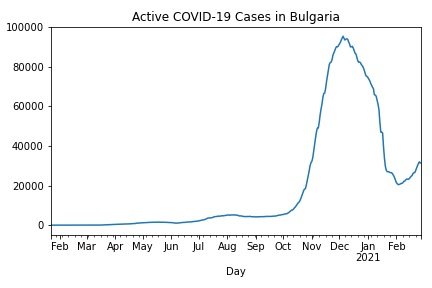 Active COVID-19 Cases in Bulgaria
100000
80000
60000
40000
20000
0
Feb Mar Apr May Jun Jul Aug Sep Oct Nov Dec Jan Feb
2021
Day